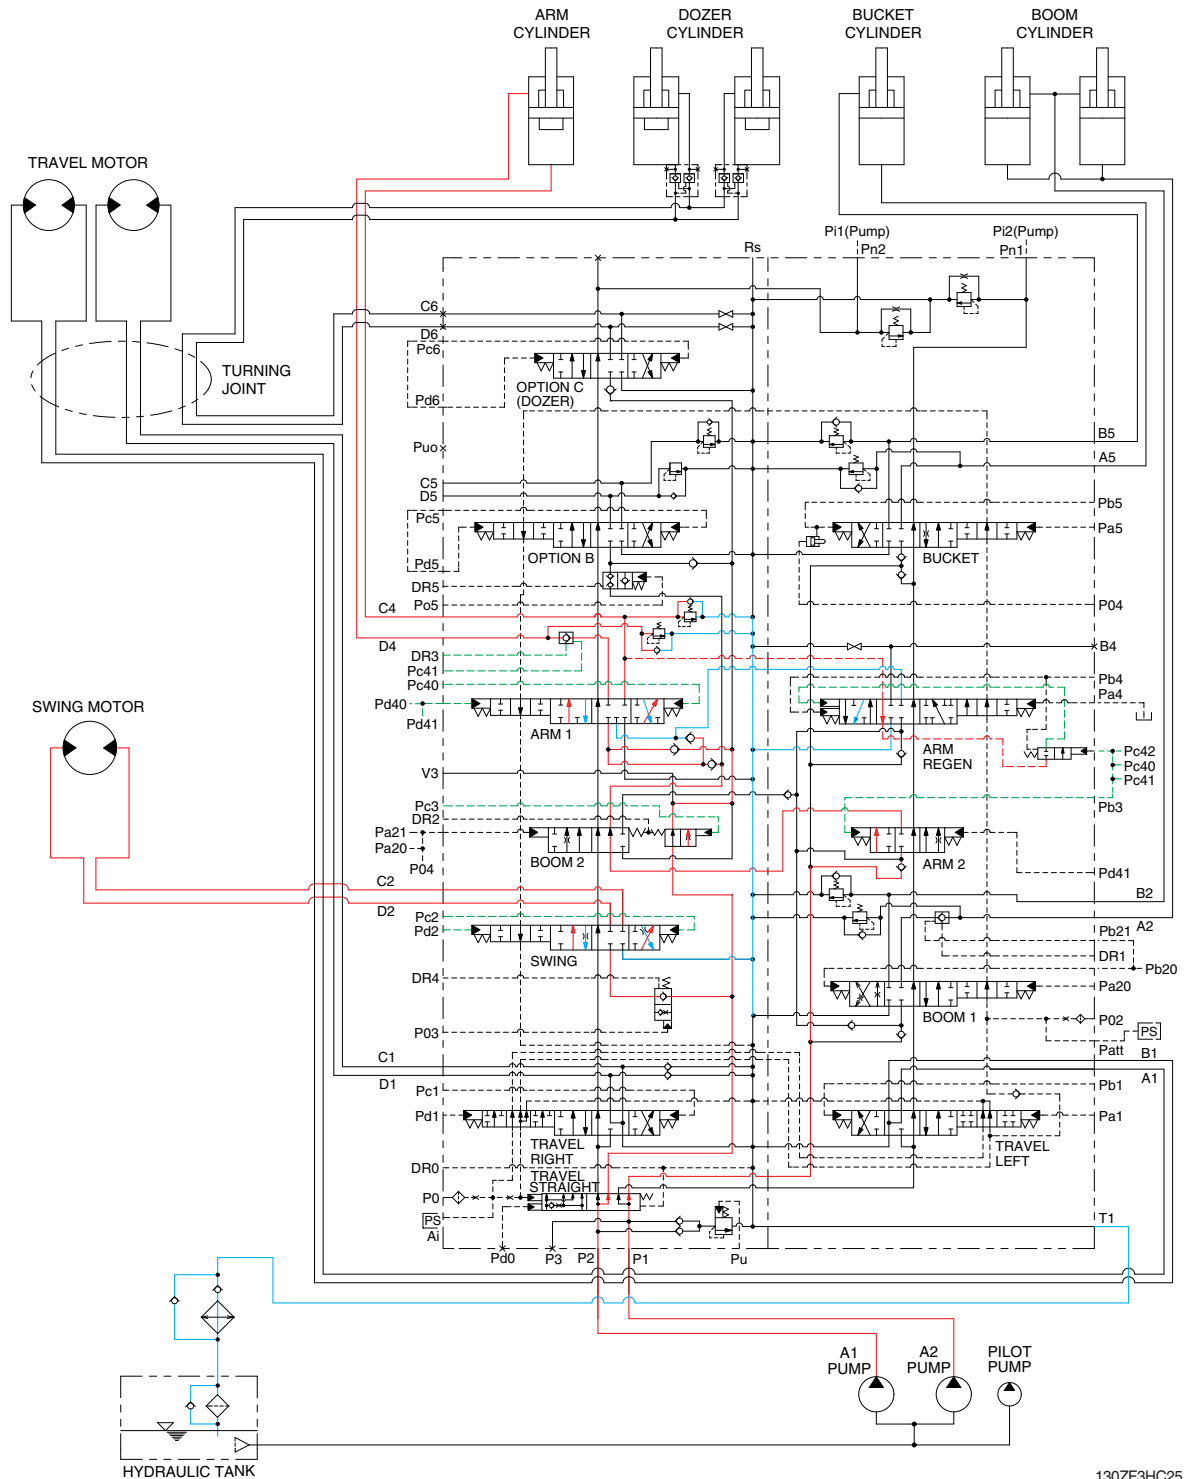 ARM
CYLINDER
DOZER
CYLINDER
BUCKET
CYLINDER
BOOM
CYLINDER
TRAVEL MOTOR
TURNING
JOINT
Rs
Pi1(Pump)
Pn2
Pi2(Pump)
Pn1
C6
D6
Pc6
Pd6
OPTION C
(DOZER)
Puo
C5
D5
Pc5
Pd5
OPTION B
DR5
Po5
B5
A5
Pb5
Pa5
BUCKET
P04
C4
D4
DR3
Pc41
Pc40
Pd40
Pd41
ARM 1
B4
Pb4
Pa4
ARM
REGEN
Pc42
Pc40
Pc41
Pb3
SWING MOTOR
V3
Pc3
DR2
Pa21
Pa20
P04
BOOM 2
ARM 2
Pd41
C2
D2
Pc2
Pd2
SWING
B2
A2
Pb21
DR1
Pb20
Pa20
BOOM 1
DR4
P03
P02
PS
Patt
C1
D1
Pc1
Pd1
TRAVEL
RIGHT
B1
A1
Pb1
Pa1
TRAVEL
LEFT
DR0
TRAVEL
STRAIGHT
P0
PS
Ai
Pd0
P3
P2
P1
Pu
T1
A1
PUMP
A2
PUMP
PILOT
PUMP
HYDRAULIC TANK
130ZF3HC25